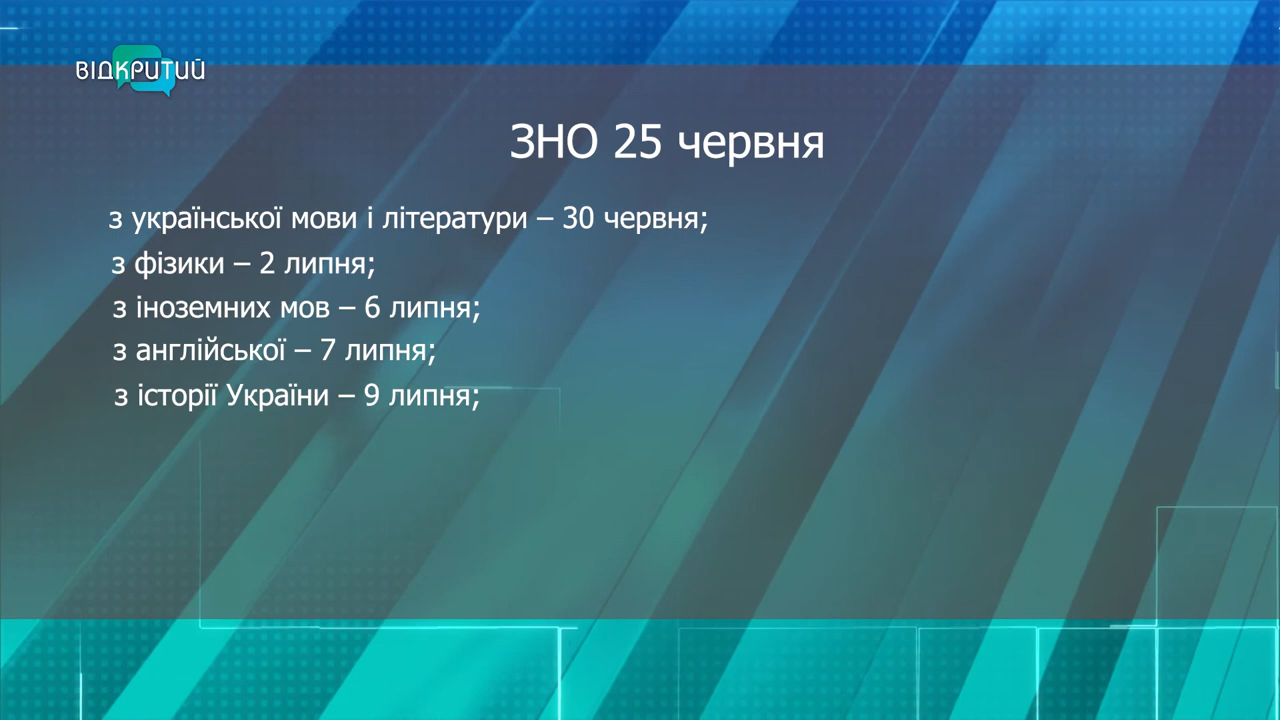 ВІДКРИТИЙ
ЗНО 25 червня
з української мови і літератури – 30 червня;
з фізики – 2 липня;
з іноземних мов – 6 липня;
з англійської – 7 липня;
з історії України – 9 липня;